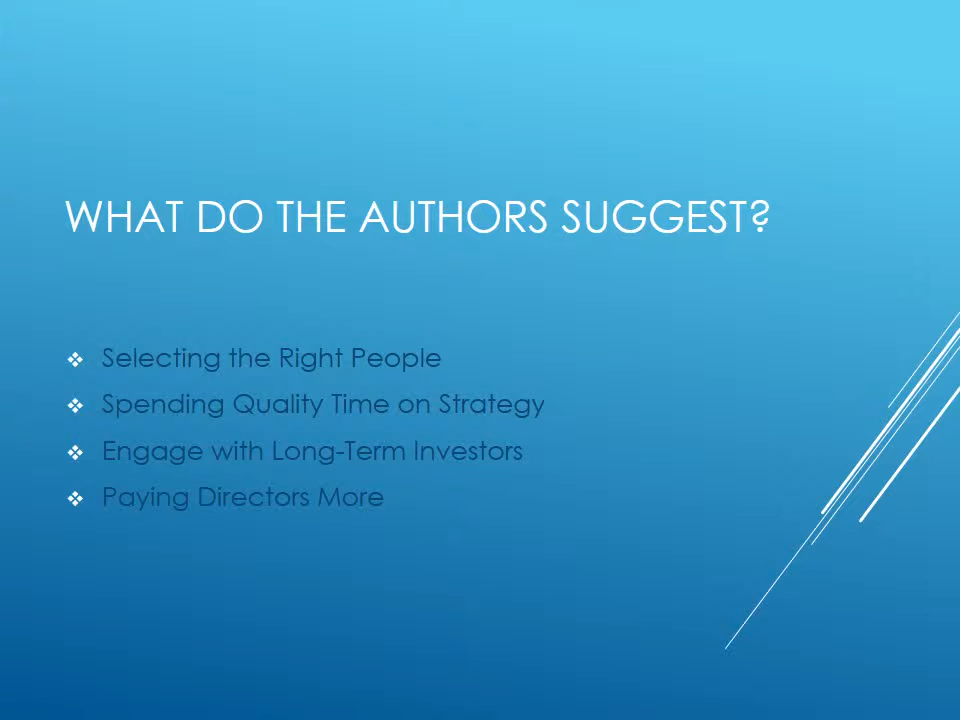 WHAT DO THE AUTHORS SUGGEST?
Selecting the Right People
Spending Quality Time on Strategy
Engage with Long-Term Investors
Paying Directors More